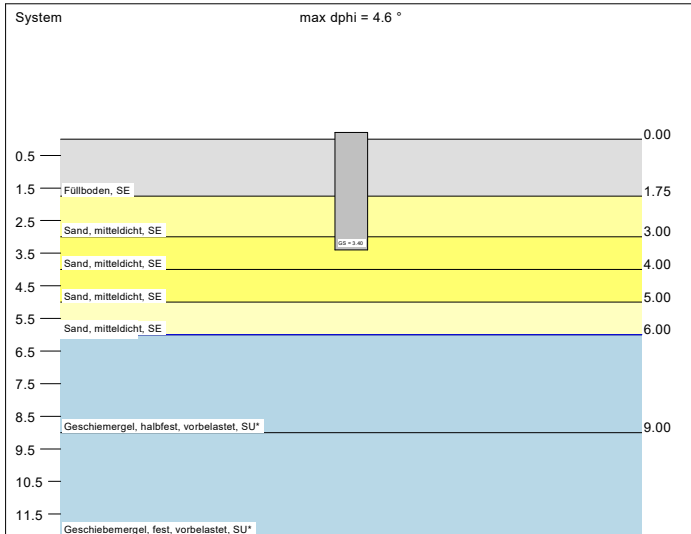 System max dphi = 4.6 °
0.00
0.5
1.5
Füllboden, SE 1.75
2.5
Sand, mitteldicht, SE 3.00
GS = 3.40
3.5
Sand, mitteldicht, SE 4.00
4.5
Sand, mitteldicht, SE 5.00
5.5
Sand, mitteldicht, SE 6.00
6.5
7.5
8.5
Geschiemergel, halbfest, vorbelastet, SU* 9.00
9.5
10.5
11.5
Geschiebemergel, fest, vorbelastet, SU*